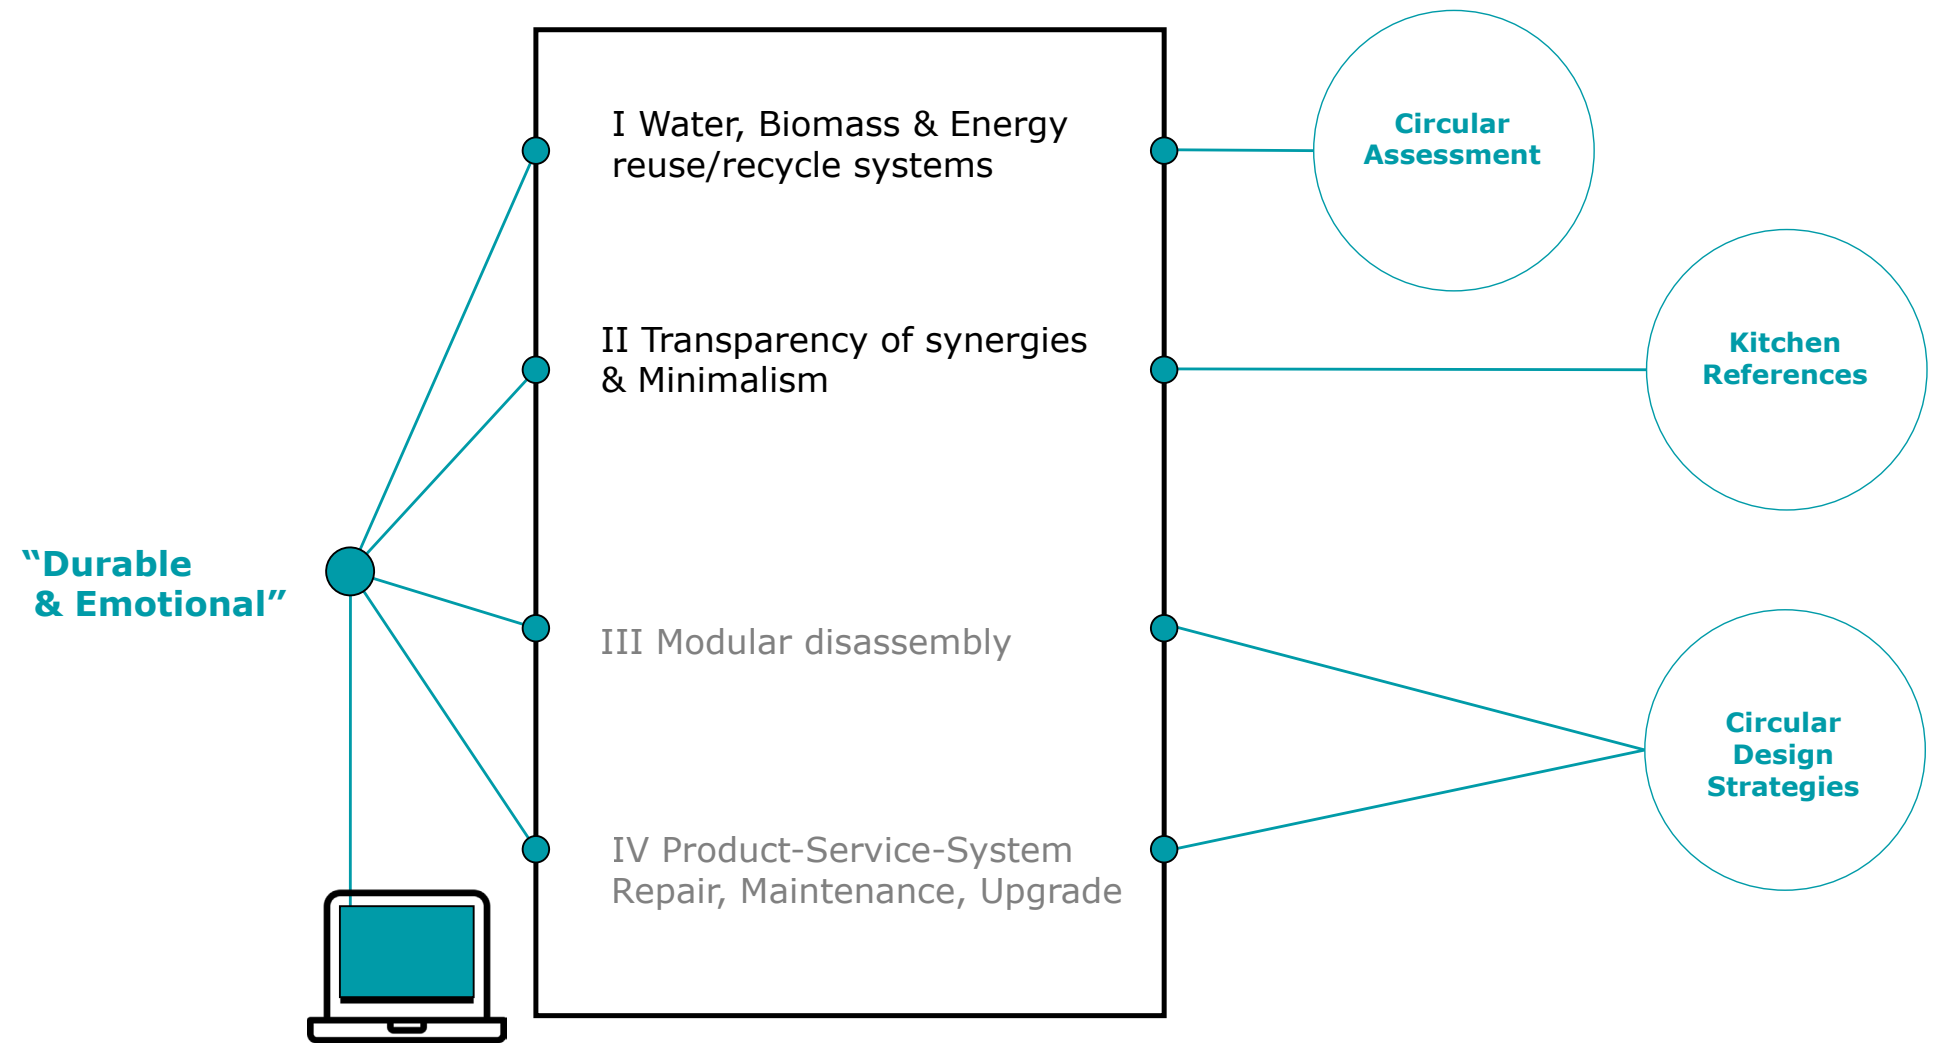 I Water, Biomass & Energy
reuse/recycle systems
Circular
Assessment
II Transparency of synergies
& Minimalism
Kitchen
References
“Durable
& Emotional”
III Modular disassembly
Circular
Design
Strategies
IV Product-Service-System
Repair, Maintenance, Upgrade